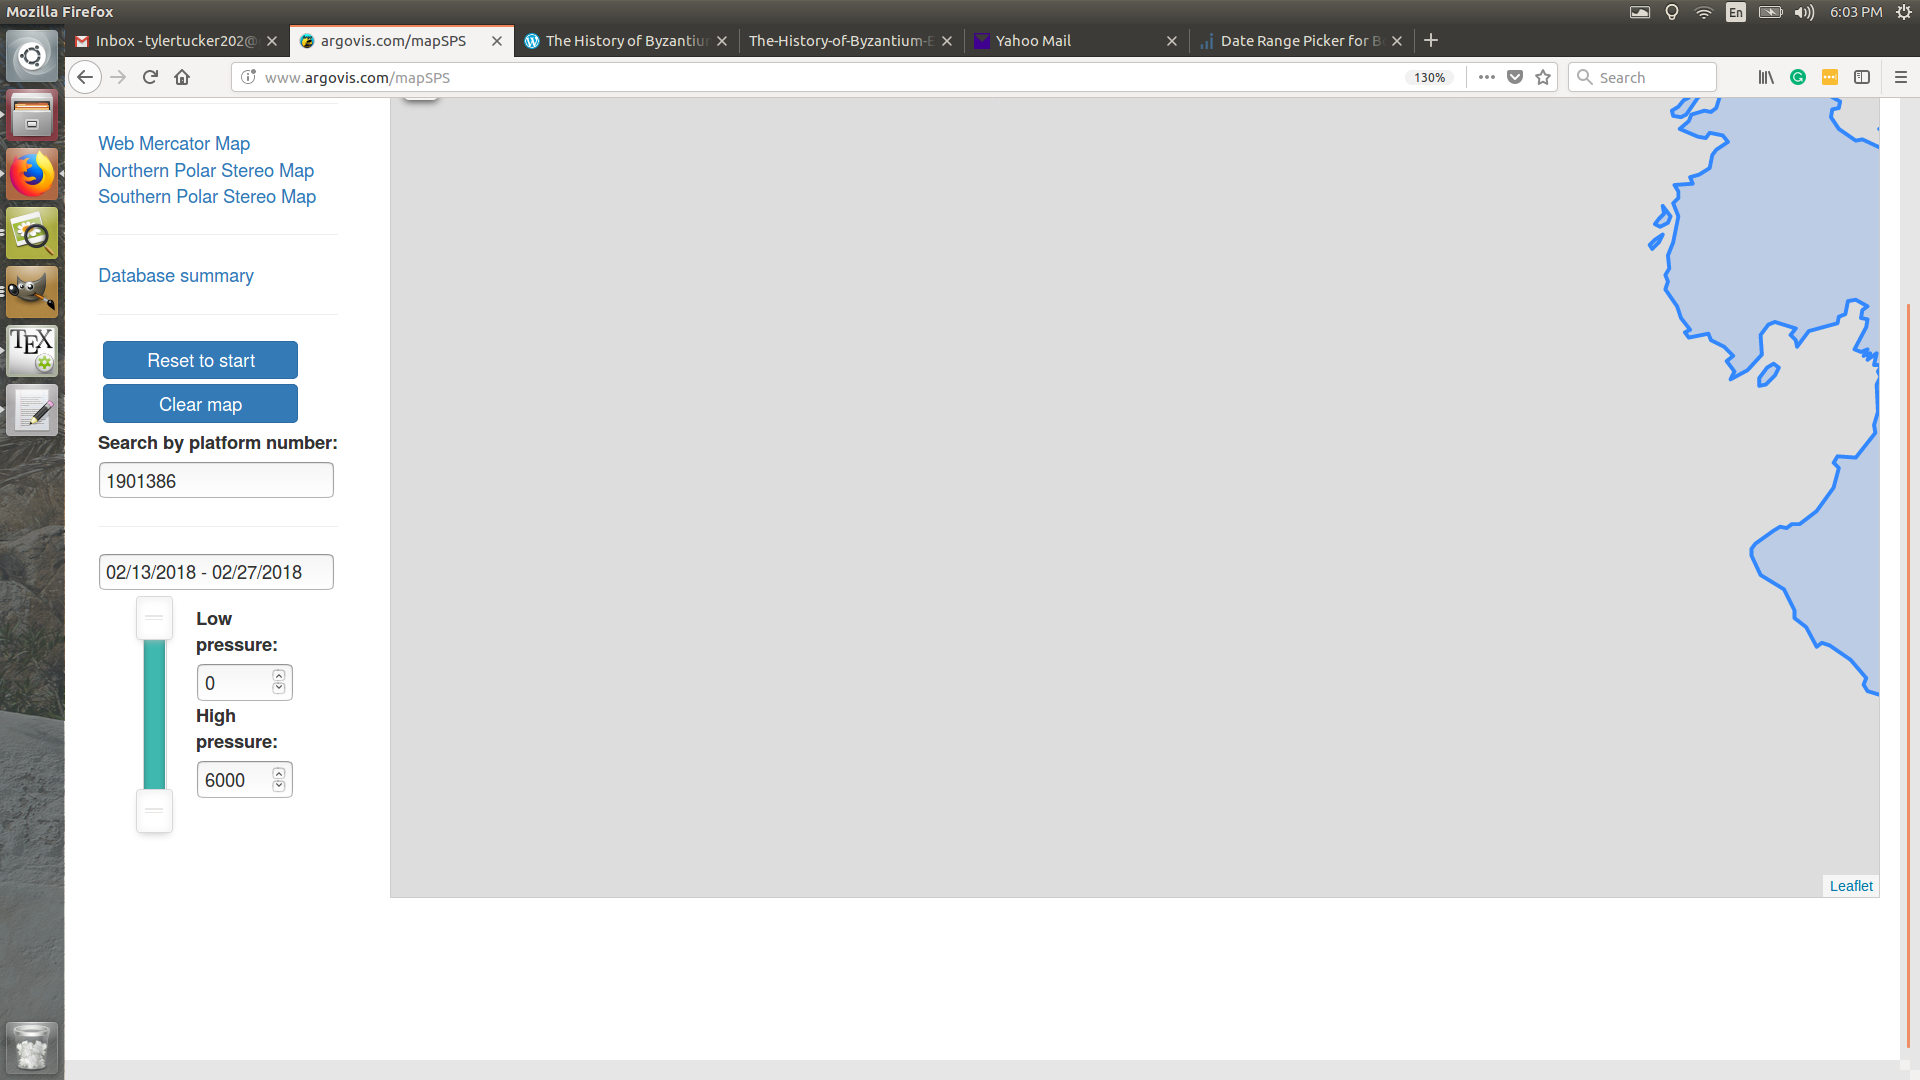 Mozilla Firefox
En
6:03 PM
Inbox - tylertucker202@
argovis.com/mapSPS
The History of Byzantiu
The-History-of-Byzantium-E
Yahoo Mail
Date Range Picker for B
www.argovis.com/mapSPS
130%
Search
Web Mercator Map
Northern Polar Stereo Map
Southern Polar Stereo Map
Database summary
Reset to start
Clear map
Search by platform number:
1901386
02/13/2018 - 02/27/2018
Low
pressure:
0
High
pressure:
6000
Leaflet
TEX